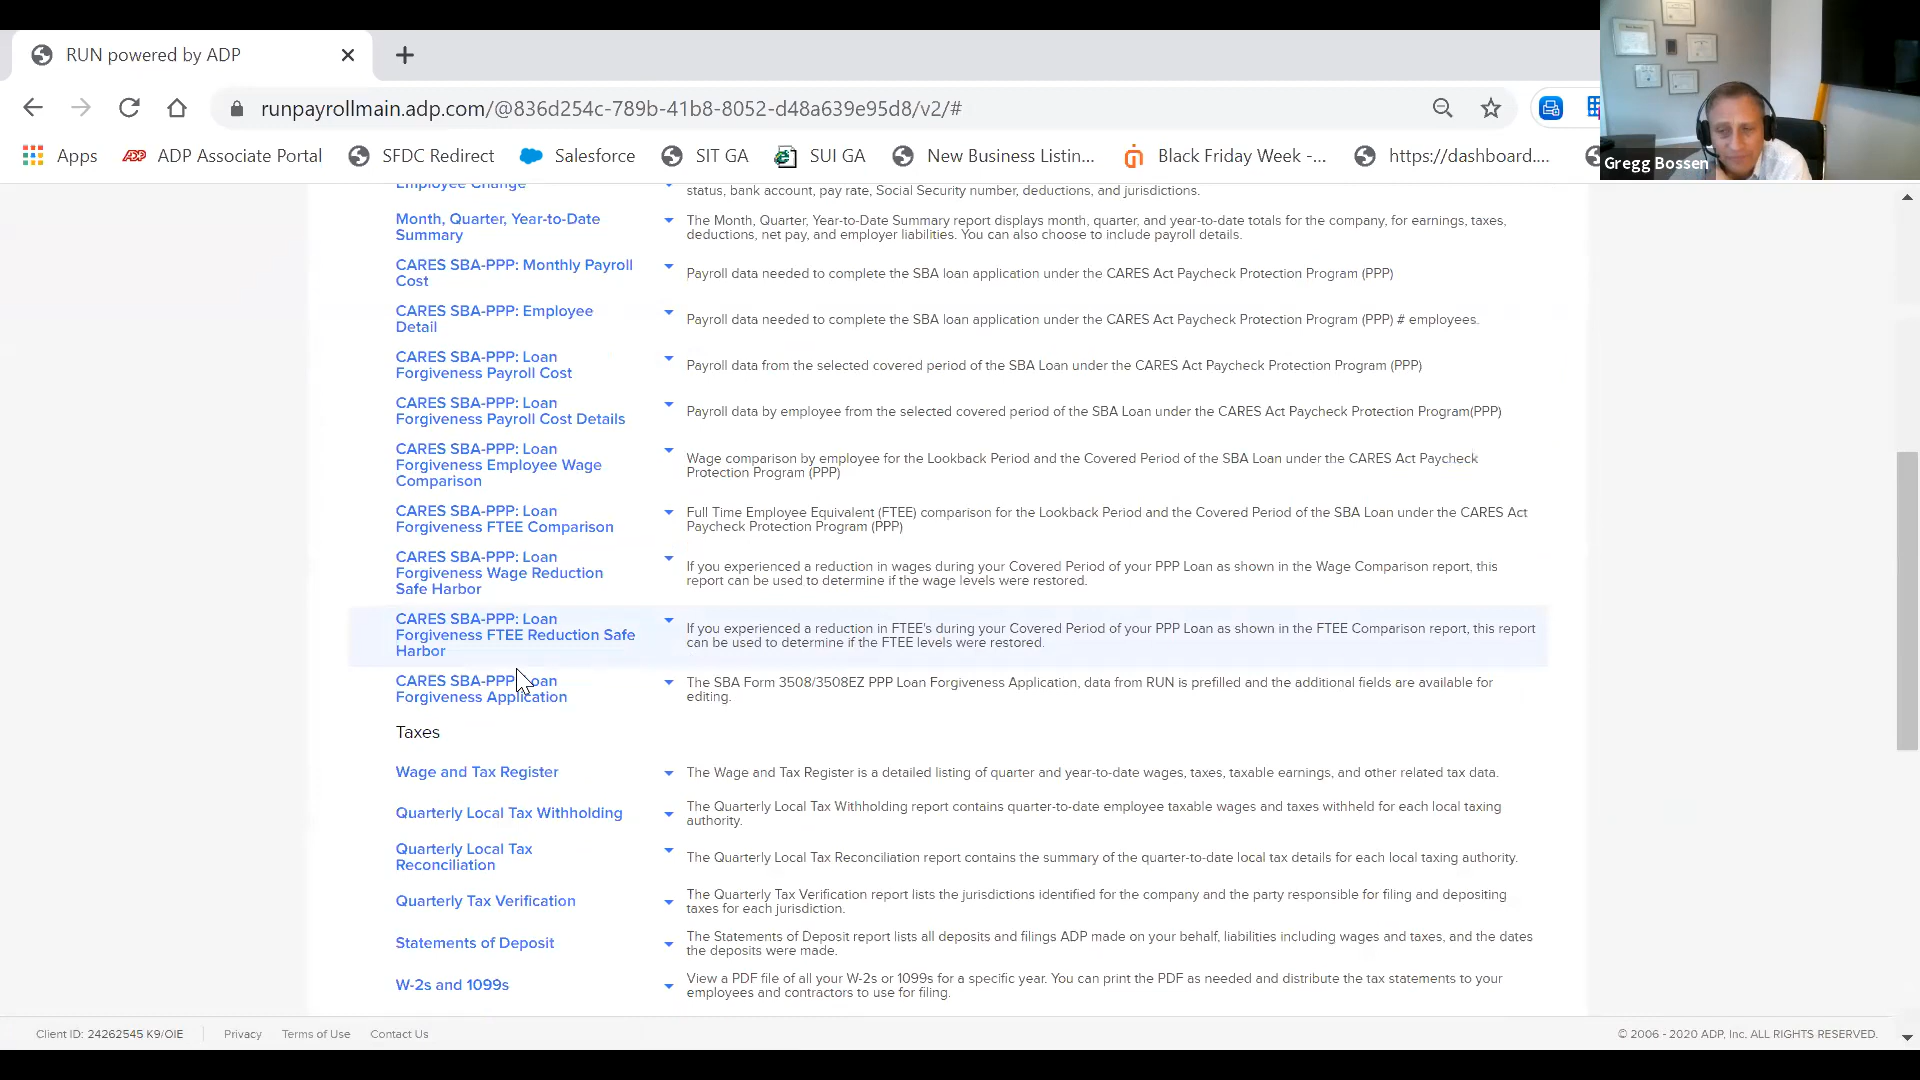 RUN powered by ADP
runpayrollmain.adp.com/@836d254c-789b-41b8-8052-d48a639e95d8/v2/#
Apps
ADP Associate Portal
SFDC Redirect
Salesforce
SIT GA
SUI GA
New Business Listin...
Black Friday Week -...
https://dashboard....
Gregg Bossen
Employee Change
status, bank account, pay rate, Social Security number, deductions, and jurisdictions.
Month, Quarter, Year-to-Date
Summary
The Month, Quarter, Year-to-Date Summary report displays month, quarter, and year-to-date totals for the company, for earnings, taxes,
deductions, net pay, and employer liabilities. You can also choose to include payroll details.
CARES SBA-PPP: Monthly Payroll
Cost
Payroll data needed to complete the SBA loan application under the CARES Act Paycheck Protection Program (PPP)
CARES SBA-PPP: Employee
Detail
Payroll data needed to complete the SBA loan application under the CARES Act Paycheck Protection Program (PPP) # employees.
CARES SBA-PPP: Loan
Forgiveness Payroll Cost
Payroll data from the selected covered period of the SBA Loan under the CARES Act Paycheck Protection Program (PPP)
CARES SBA-PPP: Loan
Forgiveness Payroll Cost Details
Payroll data by employee from the selected covered period of the SBA Loan under the CARES Act Paycheck Protection Program(PPP)
CARES SBA-PPP: Loan
Forgiveness Employee Wage
Comparison
Wage comparison by employee for the Lookback Period and the Covered Period of the SBA Loan under the CARES Act Paycheck
Protection Program (PPP)
CARES SBA-PPP: Loan
Forgiveness FTEE Comparison
Full Time Employee Equivalent (FTEE) comparison for the Lookback Period and the Covered Period of the SBA Loan under the CARES Act
Paycheck Protection Program (PPP)
CARES SBA-PPP: Loan
Forgiveness Wage Reduction
Safe Harbor
If you experienced a reduction in wages during your Covered Period of your PPP Loan as shown in the Wage Comparison report, this
report can be used to determine if the wage levels were restored.
CARES SBA-PPP: Loan
Forgiveness FTEE Reduction Safe
Harbor
If you experienced a reduction in FTEE's during your Covered Period of your PPP Loan as shown in the FTEE Comparison report, this report
can be used to determine if the FTEE levels were restored.
CARES SBA-PPP: Loan
Forgiveness Application
The SBA Form 3508/3508EZ PPP Loan Forgiveness Application, data from RUN is prefilled and the additional fields are available for
editing.
Taxes
Wage and Tax Register
The Wage and Tax Register is a detailed listing of quarter and year-to-date wages, taxes, taxable earnings, and other related tax data.
Quarterly Local Tax Withholding
The Quarterly Local Tax Withholding report contains quarter-to-date employee taxable wages and taxes withheld for each local taxing
authority.
Quarterly Local Tax
Reconciliation
The Quarterly Local Tax Reconciliation report contains the summary of the quarter-to-date local tax details for each local taxing authority.
Quarterly Tax Verification
The Quarterly Tax Verification report lists the jurisdictions identified for the company and the party responsible for filing and depositing
taxes for each jurisdiction.
Statements of Deposit
The Statements of Deposit report lists all deposits and filings ADP made on your behalf, liabilities including wages and taxes, and the dates
the deposits were made.
W-2s and 1099s
View a PDF file of all your W-2s or 1099s for a specific year. You can print the PDF as needed and distribute the tax statements to your
employees and contractors to use for filing.
Client ID: 24262545 K9/OIE
Privacy
Terms of Use
Contact Us
© 2006 - 2020 ADP, Inc. ALL RIGHTS RESERVED.